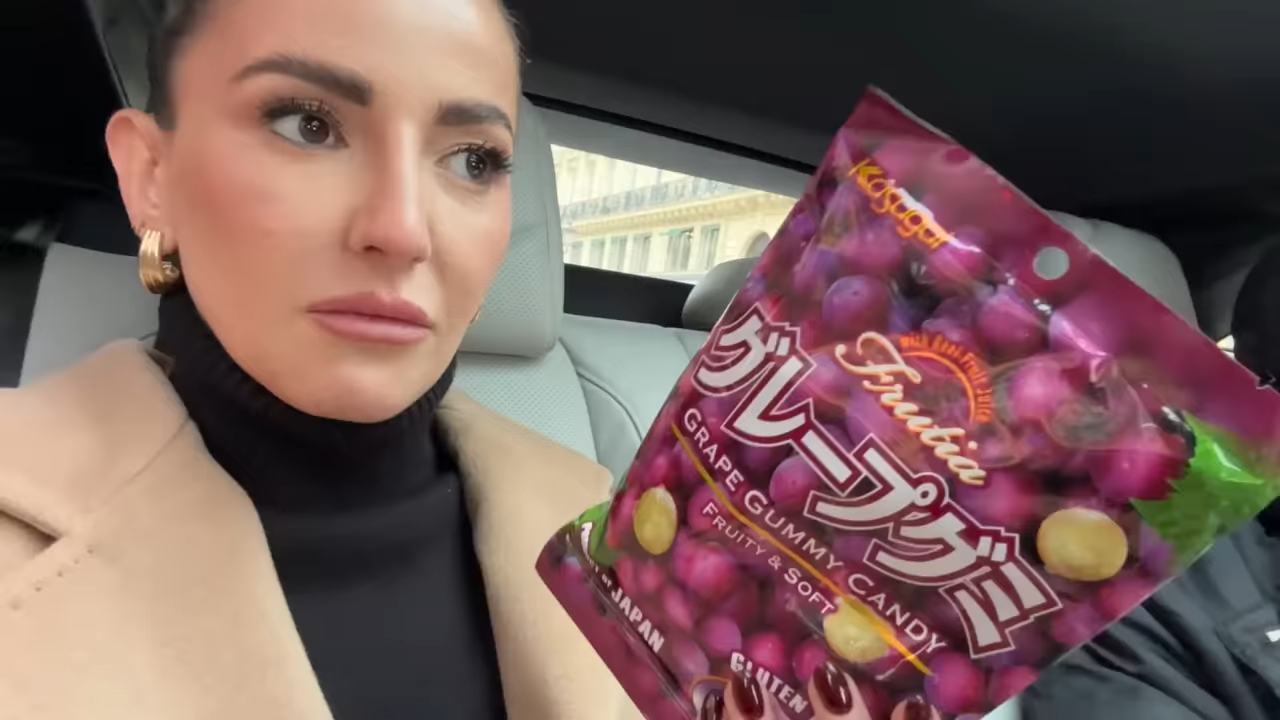 Kasugai
with Real Fruit Juice
Frutia
グレープグミ
GRAPE GUMMY CANDY
FRUITY & SOFT
of JAPAN
GLUTEN